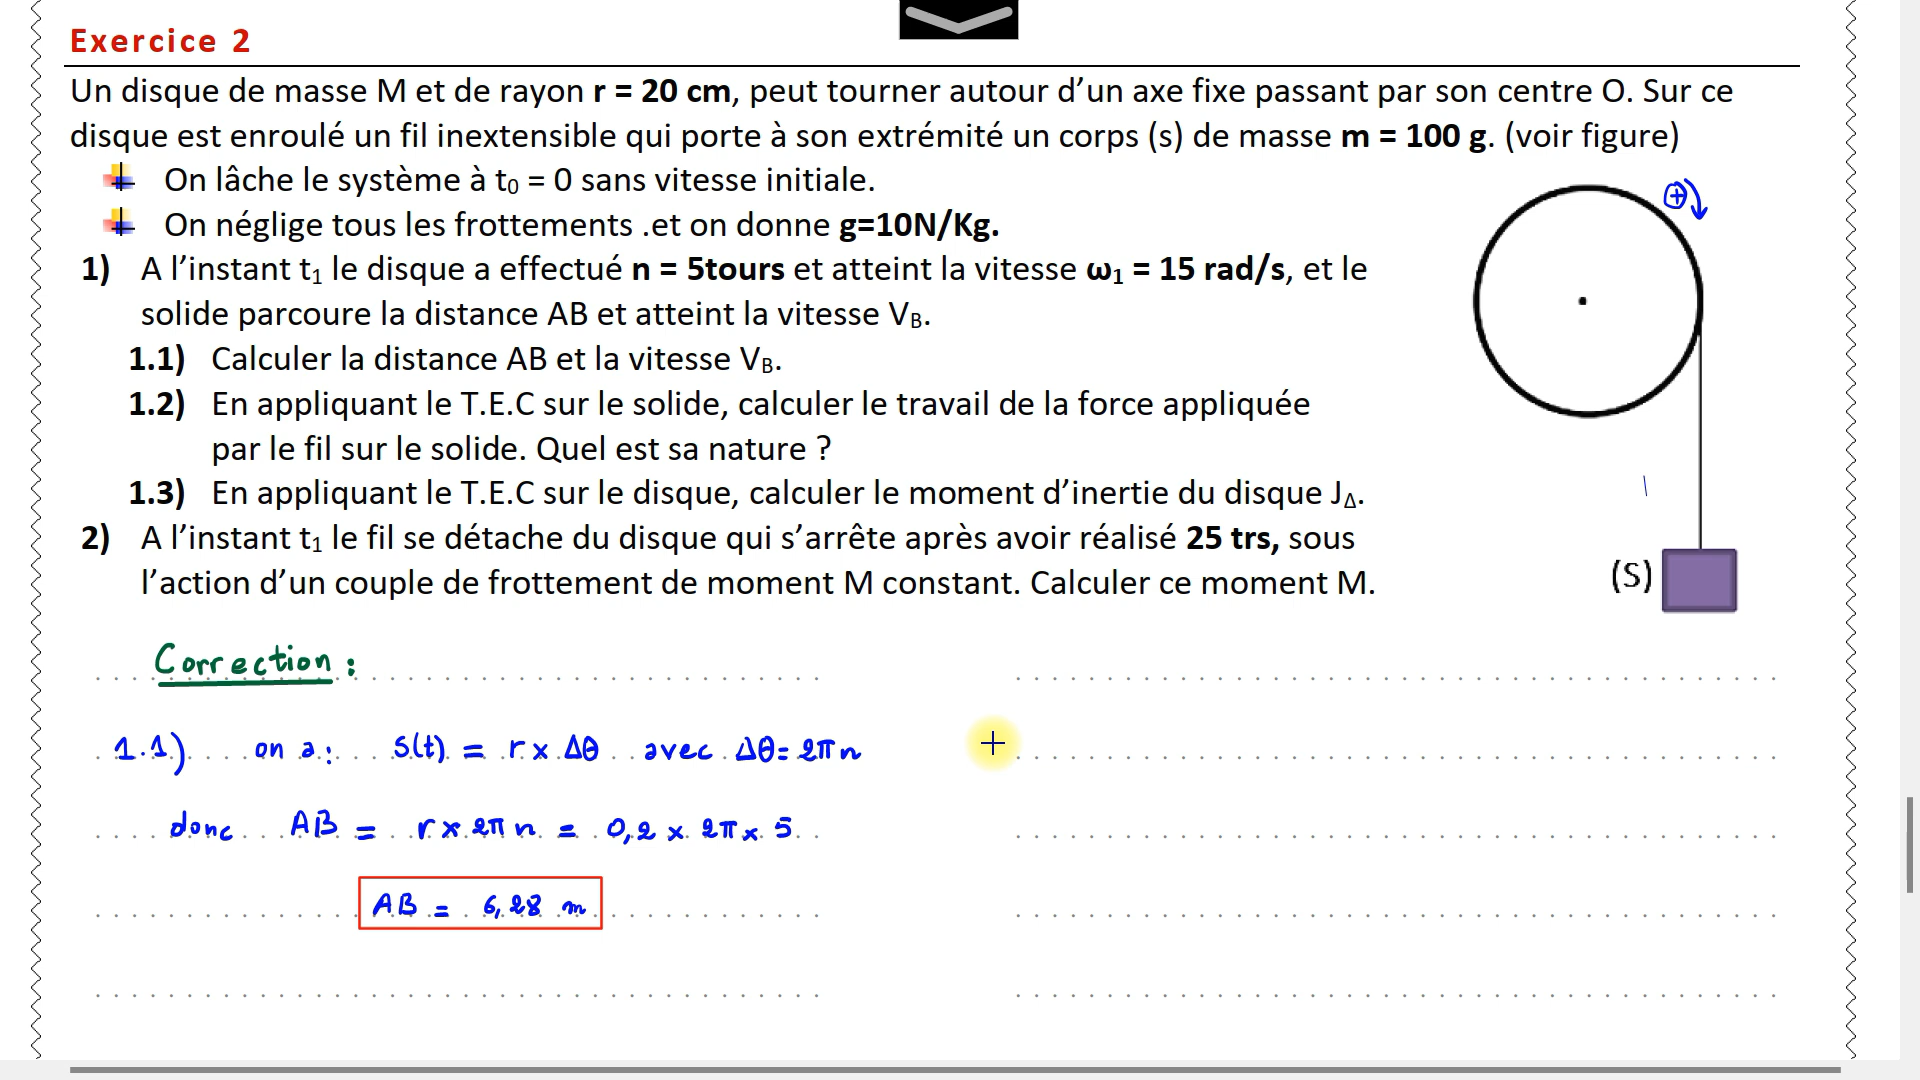 Exercice 2
Un disque de masse M et de rayon r = 20 cm, peut tourner autour d’un axe fixe passant par son centre O. Sur ce
disque est enroulé un fil inextensible qui porte à son extrémité un corps (s) de masse m = 100 g. (voir figure)
On lâche le système à t₀ = 0 sans vitesse initiale.
On néglige tous les frottements .et on donne g=10N/Kg.
1) A l’instant t₁ le disque a effectué n = 5tours et atteint la vitesse ω₁ = 15 rad/s, et le
solide parcoure la distance AB et atteint la vitesse V_B.
1.1) Calculer la distance AB et la vitesse V_B.
1.2) En appliquant le T.E.C sur le solide, calculer le travail de la force appliquée
par le fil sur le solide. Quel est sa nature ?
1.3) En appliquant le T.E.C sur le disque, calculer le moment d’inertie du disque J_Δ.
2) A l’instant t₁ le fil se détache du disque qui s’arrête après avoir réalisé 25 trs, sous
l’action d’un couple de frottement de moment M constant. Calculer ce moment M.
+
(S)
Correction :
1.1) on a : S(t) = r x Δθ avec Δθ = 2πn
donc AB = r x 2πn = 0,2 x 2π x 5
AB = 6,28 m